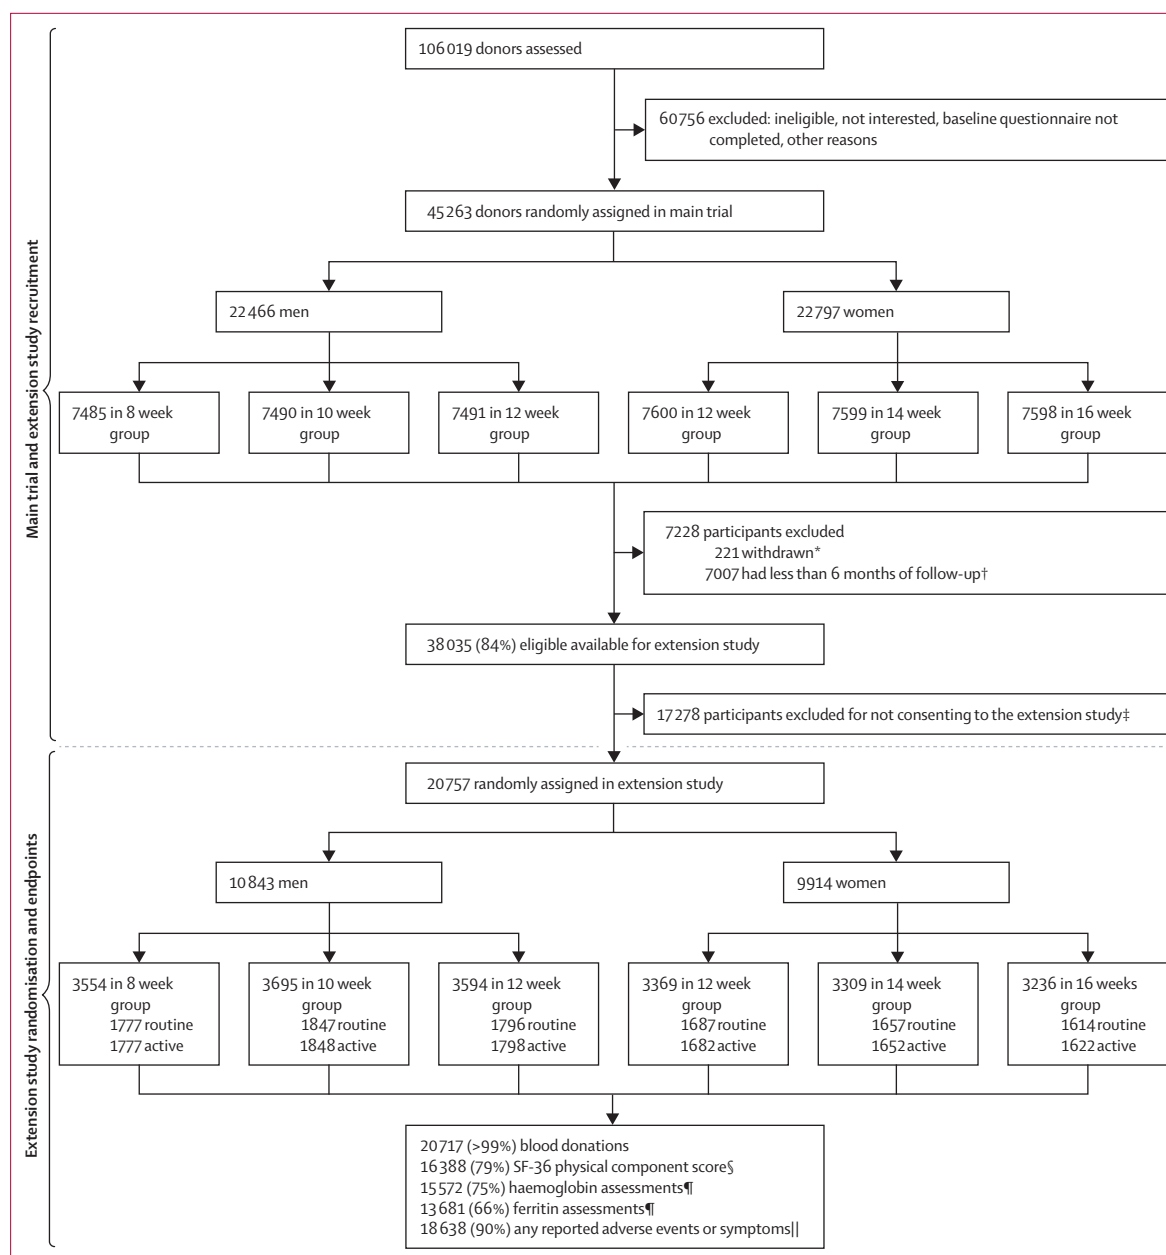 106 019 donors assessed
60 756 excluded: ineligible, not interested, baseline questionnaire not
completed, other reasons
45 263 donors randomly assigned in main trial
Main trial and extension study recruitment
22 466 men
22 797 women
7485 in 8 week
group
7490 in 10 week
group
7491 in 12 week
group
7600 in 12 week
group
7599 in 14 week
group
7598 in 16 week
group
7228 participants excluded
221 withdrawn*
7007 had less than 6 months of follow-up†
38 035 (84%) eligible available for extension study
17 278 participants excluded for not consenting to the extension study‡
20 757 randomly assigned in extension study
Extension study randomisation and endpoints
10 843 men
9914 women
3554 in 8 week
group
1777 routine
1777 active
3695 in 10 week
group
1847 routine
1848 active
3594 in 12 week
group
1796 routine
1798 active
3369 in 12 week
group
1687 routine
1682 active
3309 in 14 week
group
1657 routine
1652 active
3236 in 16 weeks
group
1614 routine
1622 active
20 717 (>99%) blood donations
16 388 (79%) SF-36 physical component score§
15 572 (75%) haemoglobin assessments¶
13 681 (66%) ferritin assessments¶
18 638 (90%) any reported adverse events or symptoms||